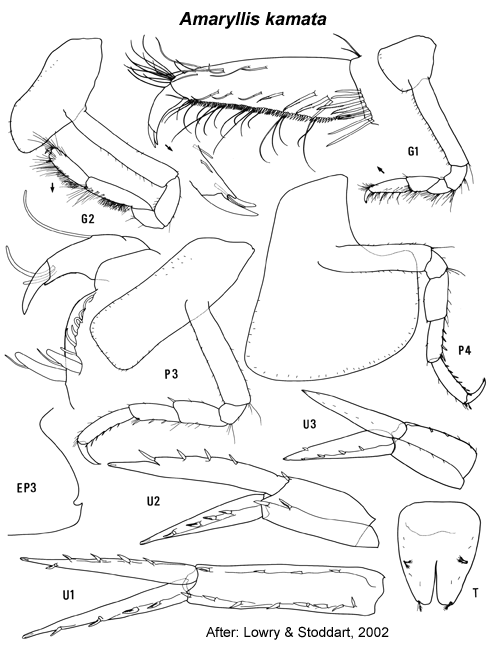 Amaryllis kamata
G1
G2
P3
P4
U3
EP3
U2
T
U1
After: Lowry & Stoddart, 2002